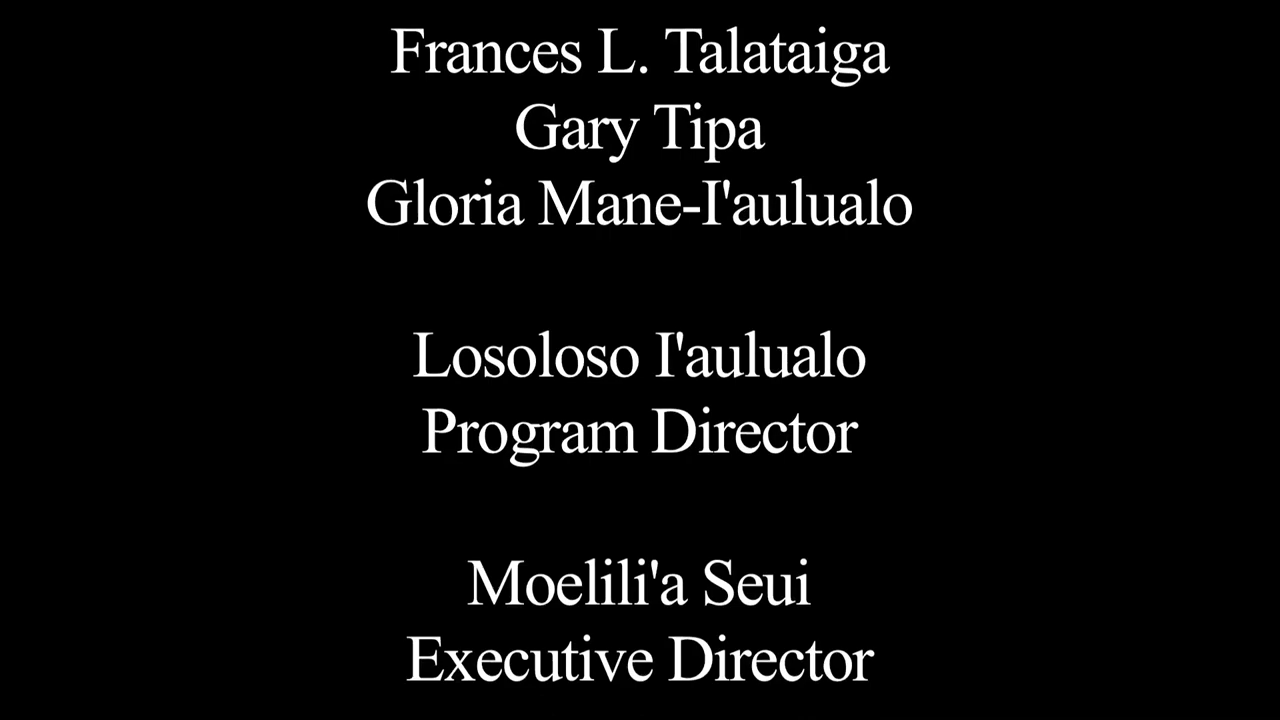 Frances L. Talataiga
Gary Tipa
Gloria Mane-I'aulualo
Losoloso I'aulualo
Program Director
Moelili'a Seui
Executive Director